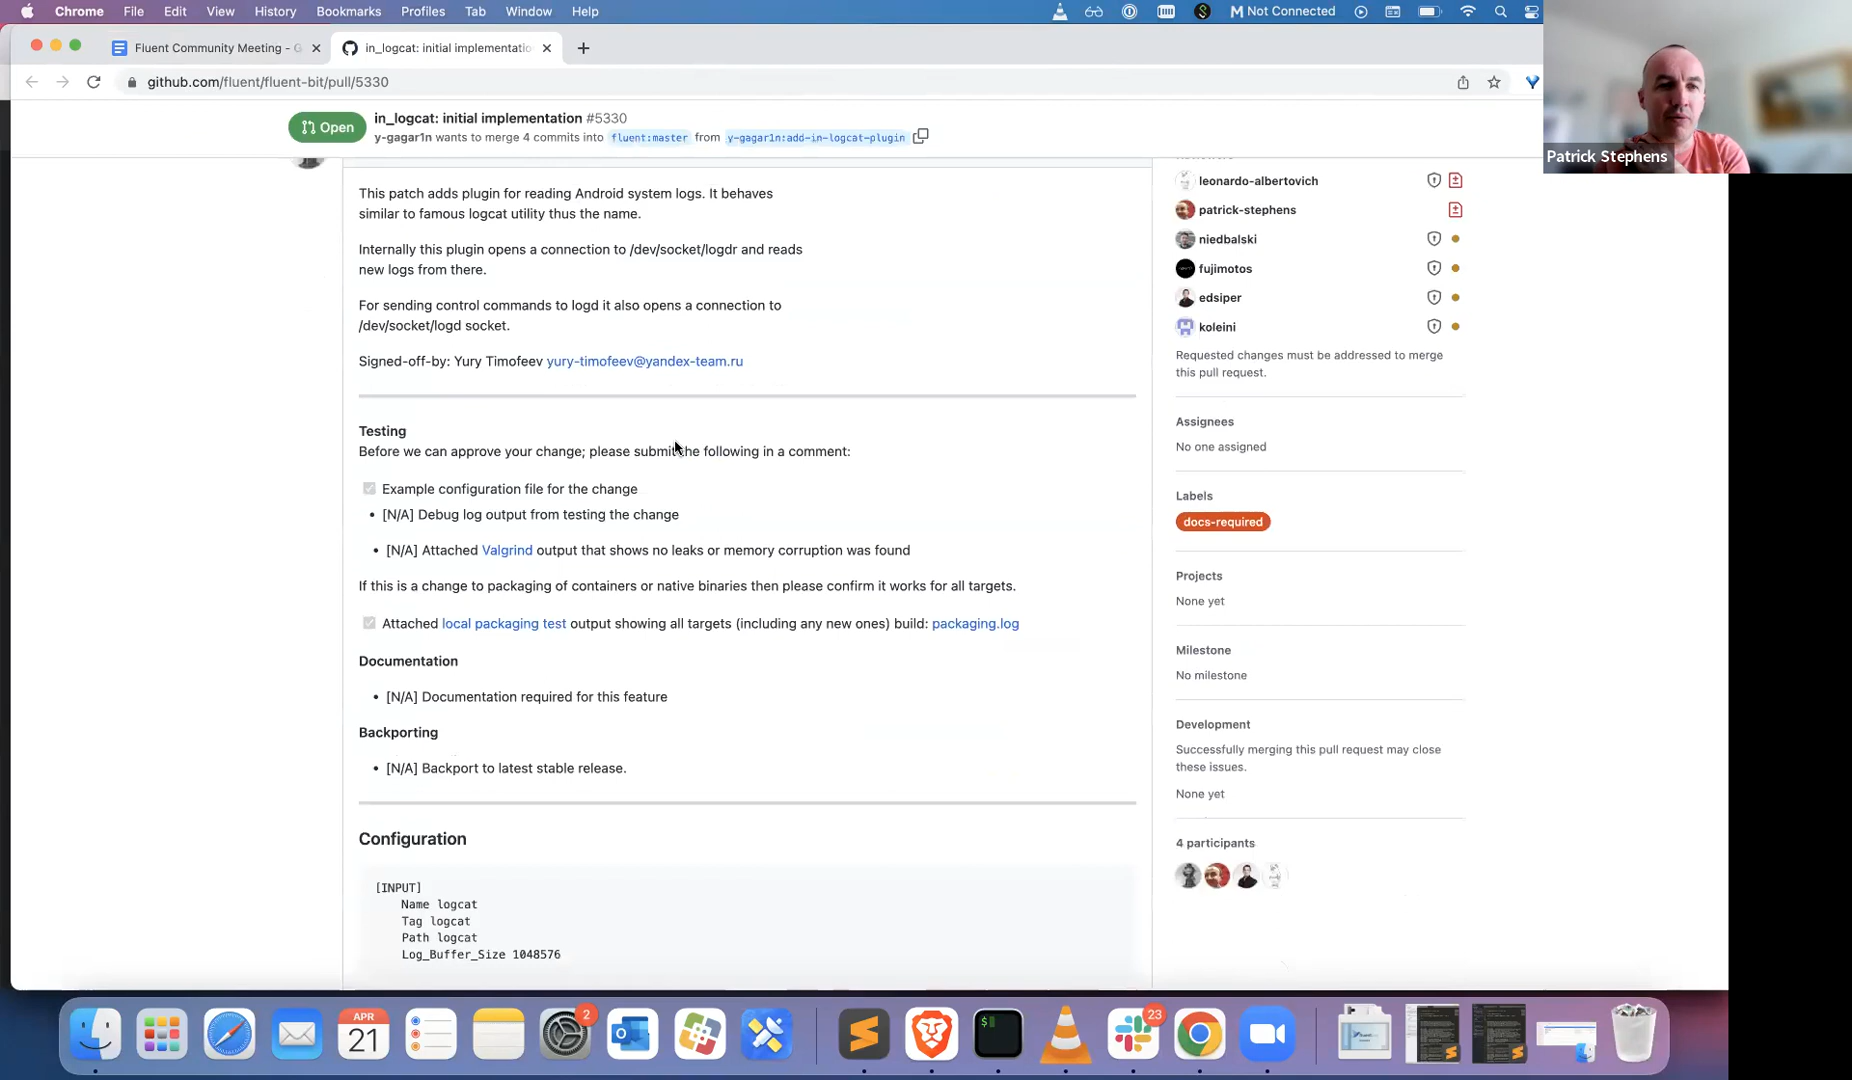 Chrome File Edit View History Bookmarks Profiles Tab Window Help
Not Connected
Fluent Community Meeting - G
in_logcat: initial implementatio
github.com/fluent/fluent-bit/pull/5330
Patrick Stephens
Open
in_logcat: initial implementation #5330
y-gagar1n wants to merge 4 commits into fluent:master from y-gagar1n:add-in-logcat-plugin
This patch adds plugin for reading Android system logs. It behaves
similar to famous logcat utility thus the name.
Internally this plugin opens a connection to /dev/socket/logdr and reads
new logs from there.
For sending control commands to logd it also opens a connection to
/dev/socket/logd socket.
Signed-off-by: Yury Timofeev yury-timofeev@yandex-team.ru
Testing
Before we can approve your change; please submit the following in a comment:
Example configuration file for the change
• [N/A] Debug log output from testing the change
• [N/A] Attached Valgrind output that shows no leaks or memory corruption was found
If this is a change to packaging of containers or native binaries then please confirm it works for all targets.
Attached local packaging test output showing all targets (including any new ones) build: packaging.log
Documentation
• [N/A] Documentation required for this feature
Backporting
• [N/A] Backport to latest stable release.
Configuration
[INPUT]
Name logcat
Tag logcat
Path logcat
Log_Buffer_Size 1048576
leonardo-albertovich
patrick-stephens
niedbalski
fujimotos
edsiper
koleini
Requested changes must be addressed to merge
this pull request.
Assignees
No one assigned
Labels
docs-required
Projects
None yet
Milestone
No milestone
Development
Successfully merging this pull request may close
these issues.
None yet
4 participants
APR
21
2
23